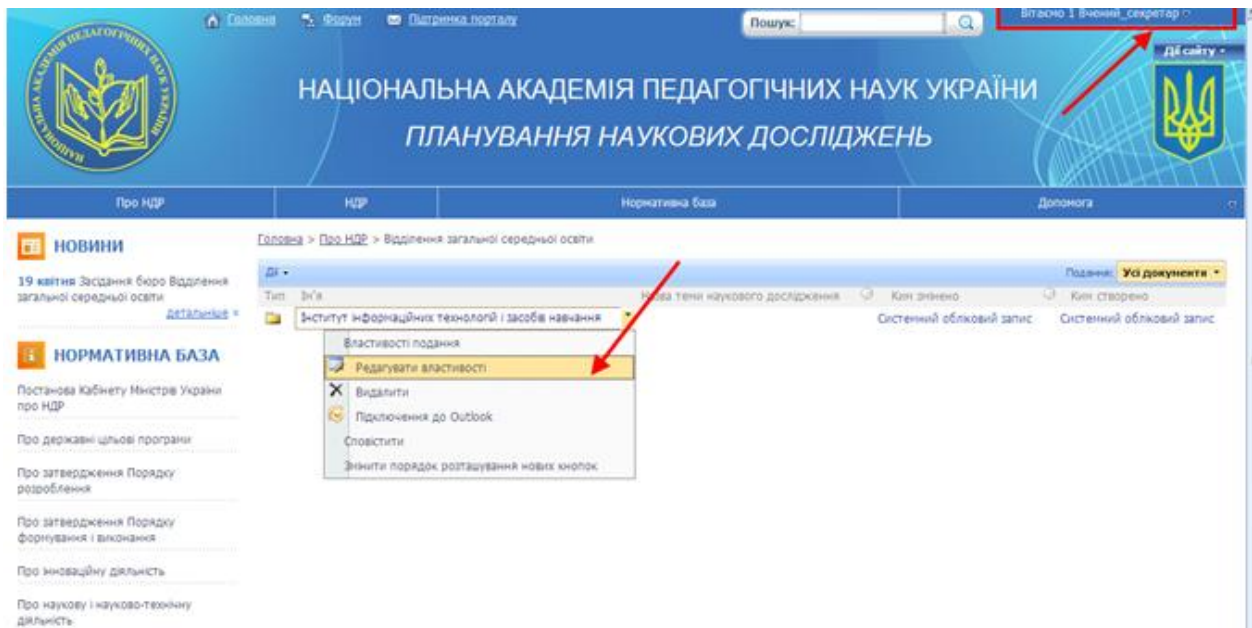 Головна Форум Підтримка порталу
Пошук:
Вітаємо 1 Вчений_секретар
Дії сайту
НАЦІОНАЛЬНА АКАДЕМІЯ ПЕДАГОГІЧНИХ НАУК УКРАЇНИ
НАЦІОНАЛЬНА АКАДЕМІЯ ПЕДАГОГІЧНИХ НАУК УКРАЇНИ
ПЛАНУВАННЯ НАУКОВИХ ДОСЛІДЖЕНЬ
Про НДР НДР Нормативна база Допомога
НОВИНИ
19 квітня Засідання бюро Відділення
загальної середньої освіти
детальніше »
НОРМАТИВНА БАЗА
Постанова Кабінету Міністрів України
про НДР
Про державні цільові програми
Про затвердження Порядку
розроблення
Про затвердження Порядку
формування і виконання
Про інноваційну діяльність
Про наукову і науково-технічну
діяльність
Головна > Про НДР > Відділення загальної середньої освіти
Дії Подання: Усі документи
Тип Ім'я Назва теми наукового дослідження Ким змінено Ким створено
Інститут інформаційних технологій і засобів навчання Системний обліковий запис Системний обліковий запис
Властивості подання
Редагувати властивості
Видалити
Підключення до Outlook
Сповістити
Змінити порядок розташування нових кнопок